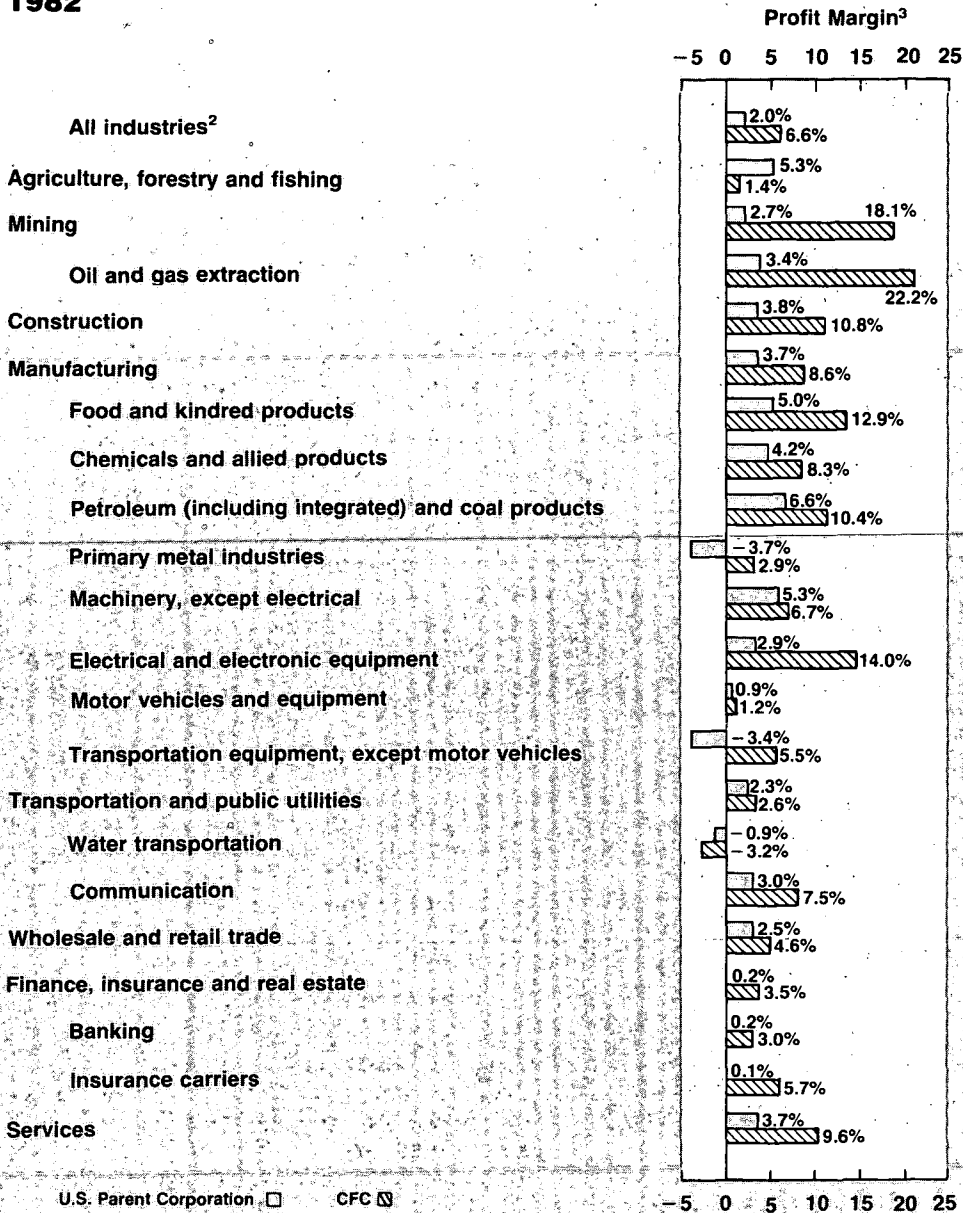 1982
Profit Margin³
−5 0 5 10 15 20 25
All industries² 2.0% 6.6%
Agriculture, forestry and fishing 5.3% 1.4%
Mining 2.7% 18.1%
Oil and gas extraction 3.4% 22.2%
Construction 3.8% 10.8%
Manufacturing 3.7% 8.6%
Food and kindred products 5.0% 12.9%
Chemicals and allied products 4.2% 8.3%
Petroleum (including integrated) and coal products 6.6% 10.4%
Primary metal industries −3.7% 2.9%
Machinery, except electrical 5.3% 6.7%
Electrical and electronic equipment 2.9% 14.0%
Motor vehicles and equipment 0.9% 1.2%
Transportation equipment, except motor vehicles −3.4% 5.5%
Transportation and public utilities 2.3% 2.6%
Water transportation −0.9% −3.2%
Communication 3.0% 7.5%
Wholesale and retail trade 2.5% 4.6%
Finance, insurance and real estate 0.2% 3.5%
Banking 0.2% 3.0%
Insurance carriers 0.1% 5.7%
Services 3.7% 9.6%
U.S. Parent Corporation CFC
−5 0 5 10 15 20 25